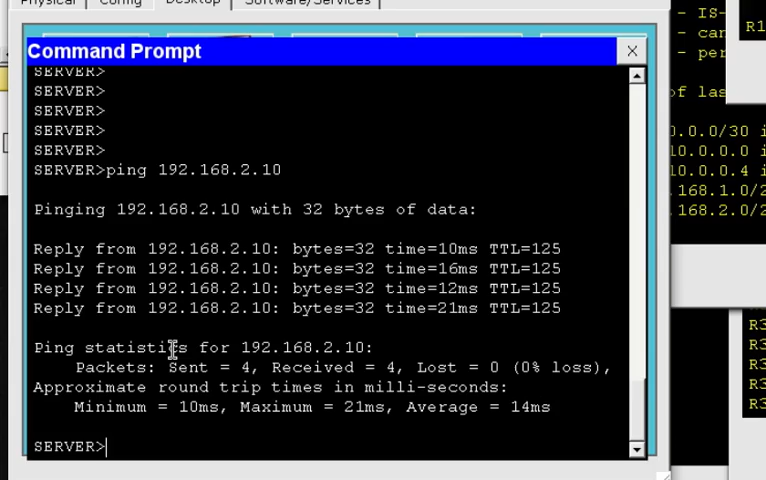 Physical Config Desktop Software/Services
Command Prompt
SERVER>
SERVER>
SERVER>
SERVER>
SERVER>
SERVER>ping 192.168.2.10
Pinging 192.168.2.10 with 32 bytes of data:
Reply from 192.168.2.10: bytes=32 time=10ms TTL=125
Reply from 192.168.2.10: bytes=32 time=16ms TTL=125
Reply from 192.168.2.10: bytes=32 time=12ms TTL=125
Reply from 192.168.2.10: bytes=32 time=21ms TTL=125
Ping statistics for 192.168.2.10:
Packets: Sent = 4, Received = 4, Lost = 0 (0% loss),
Approximate round trip times in milli-seconds:
Minimum = 10ms, Maximum = 21ms, Average = 14ms
SERVER>
- IS-
- can
- per
of las
0.0.0/30 i
10.0.0.0 i
10.0.0.4 i
168.1.0/2
168.2.0/2
R1
R3
R3
R3
R3
R3